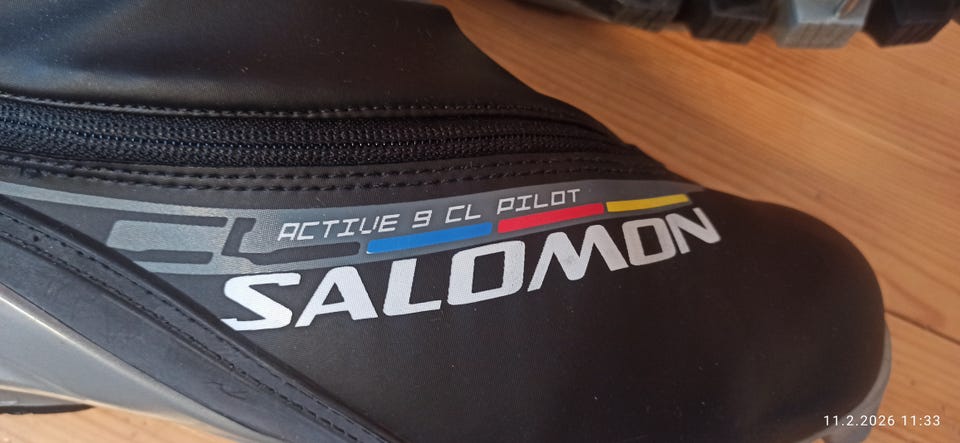 ACTIVE 9 CL PILOT
SALOMON
11.2.2026 11:33